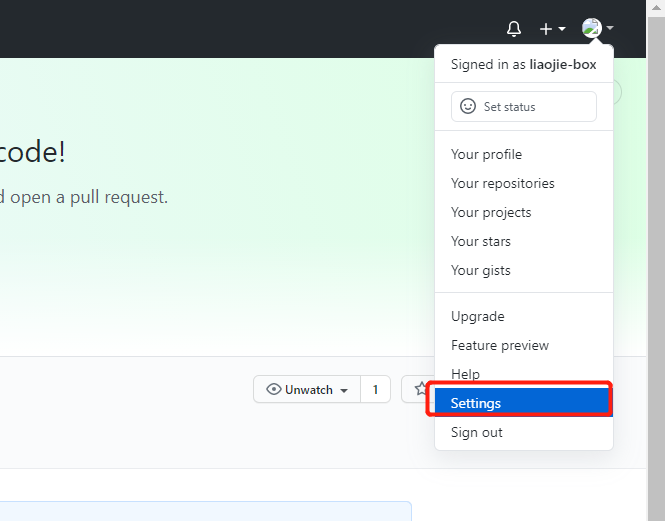 Signed in as liaojie-box
Set status
code!
d open a pull request.
Your profile
Your repositories
Your projects
Your stars
Your gists
Upgrade
Feature preview
Help
Unwatch 1
Settings
Sign out